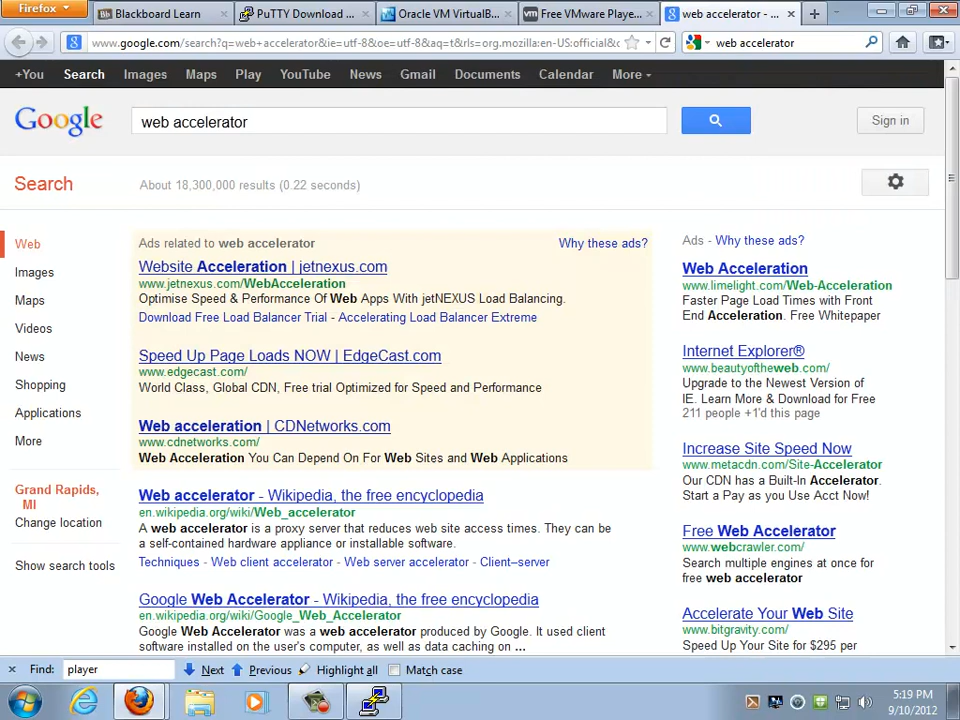 Firefox
Blackboard Learn
PuTTY Download ...
Oracle VM VirtualB...
Free VMware Playe...
web accelerator - ...
www.google.com/search?q=web+accelerator&ie=utf-8&oe=utf-8&aq=t&rls=org.mozilla:en-US:official&c
web accelerator
+You
Search
Images
Maps
Play
YouTube
News
Gmail
Documents
Calendar
More
Google
web accelerator
Sign in
Search
About 18,300,000 results (0.22 seconds)
Web
Images
Maps
Videos
News
Shopping
Applications
More
Grand Rapids,
MI
Change location
Show search tools
Ads related to web accelerator
Why these ads?
Website Acceleration | jetnexus.com
www.jetnexus.com/WebAcceleration
Optimise Speed & Performance Of Web Apps With jetNEXUS Load Balancing.
Download Free Load Balancer Trial - Accelerating Load Balancer Extreme
Speed Up Page Loads NOW | EdgeCast.com
www.edgecast.com/
World Class, Global CDN, Free trial Optimized for Speed and Performance
Web acceleration | CDNetworks.com
www.cdnetworks.com/
Web Acceleration You Can Depend On For Web Sites and Web Applications
Web accelerator - Wikipedia, the free encyclopedia
en.wikipedia.org/wiki/Web_accelerator
A web accelerator is a proxy server that reduces web site access times. They can be
a self-contained hardware appliance or installable software.
Techniques - Web client accelerator - Web server accelerator - Client–server
Google Web Accelerator - Wikipedia, the free encyclopedia
en.wikipedia.org/wiki/Google_Web_Accelerator
Google Web Accelerator was a web accelerator produced by Google. It used client
software installed on the user's computer, as well as data caching on ...
Ads - Why these ads?
Web Acceleration
www.limelight.com/Web-Acceleration
Faster Page Load Times with Front
End Acceleration. Free Whitepaper
Internet Explorer®
www.beautyoftheweb.com/
Upgrade to the Newest Version of
IE. Learn More & Download for Free
211 people +1'd this page
Increase Site Speed Now
www.metacdn.com/Site-Accelerator
Our CDN has a Built-In Accelerator.
Start a Pay as you Use Acct Now!
Free Web Accelerator
www.webcrawler.com/
Search multiple engines at once for
free web accelerator
Accelerate Your Web Site
www.bitgravity.com/
Speed Up Your Site for $295 per
Find:
player
Next
Previous
Highlight all
Match case
5:19 PM
9/10/2012